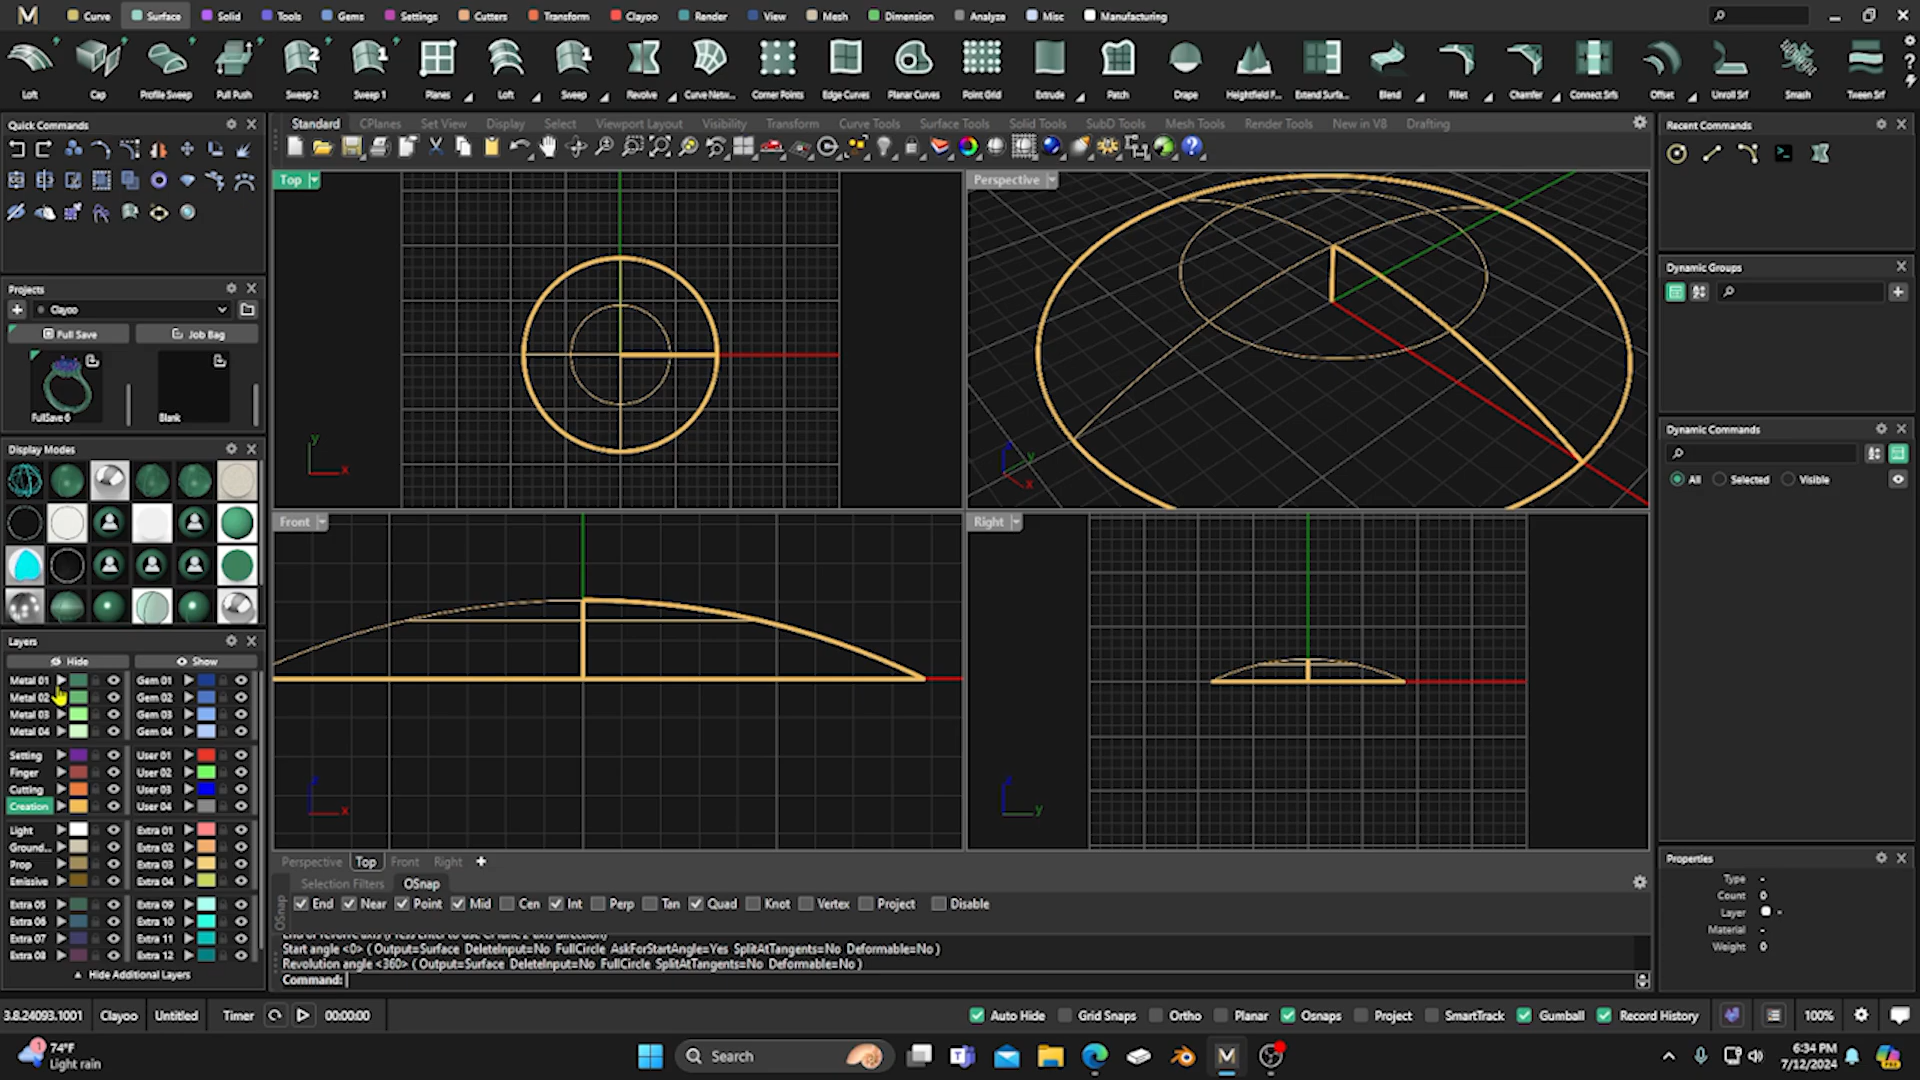 Curve Surface Solid Tools Gems Settings Cutters Transform Clayoo Render View Mesh Dimension Analyze Misc Manufacturing
Loft Cap Profile Sweep Pull Push Sweep 2 Sweep 1 Planes Loft Sweep Revolve Curve Netw... Corner Points Edge Curves Planar Curves Point Grid Extrude Patch Drape Heightfield F... Extend Surfa... Blend Fillet Chamfer Connect Srfs Offset Unroll Srf Smash Tween Srf
Quick Commands
Standard CPlanes Set View Display Select Viewport Layout Visibility Transform Curve Tools Surface Tools Solid Tools SubD Tools Mesh Tools Render Tools New in V8 Drafting
Recent Commands
Top
Perspective
Dynamic Groups
Projects
Clayoo
Full Save Job Bag
FullSave 6 Blank
Dynamic Commands
All Selected Visible
Display Modes
Front
Right
Layers
Hide Show
Metal 01 Gem 01
Metal 02 Gem 02
Metal 03 Gem 03
Metal 04 Gem 04
Setting User 01
Finger User 02
Cutting User 03
Creation User 04
Light Extra 01
Ground... Extra 02
Prop Extra 03
Emissive Extra 04
Extra 05 Extra 09
Extra 06 Extra 10
Extra 07 Extra 11
Extra 08 Extra 12
Hide Additional Layers
Perspective Top Front Right
Selection Filters OSnap
OSnap
End Near Point Mid Cen Int Perp Tan Quad Knot Vertex Project Disable
Start angle <0> ( Output=Surface DeleteInput=No FullCircle AskForStartAngle=Yes SplitAtTangents=No Deformable=No )
Revolution angle <360> ( Output=Surface DeleteInput=No FullCircle SplitAtTangents=No Deformable=No )
Command:
Properties
Type -
Count 0
Layer -
Material -
Weight 0
3.8.24093.1001 Clayoo Untitled Timer 00:00:00 Auto Hide Grid Snaps Ortho Planar Osnaps Project SmartTrack Gumball Record History 100%
74°F
Light rain
Search
6:34 PM
7/12/2024